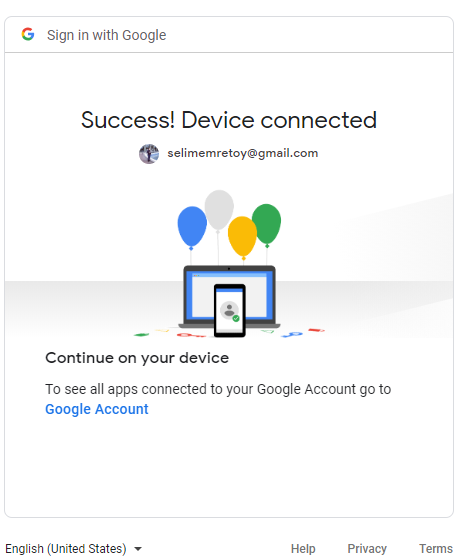 Sign in with Google
Success! Device connected
selimemretoy@gmail.com
Continue on your device
To see all apps connected to your Google Account go to
Google Account
English (United States)
Help Privacy Terms